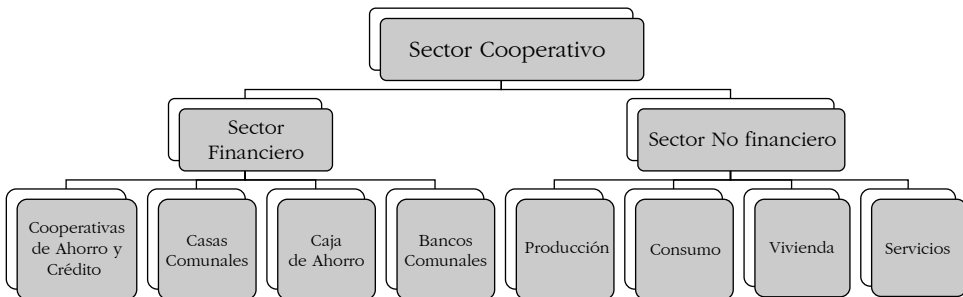 Sector Cooperativo
Sector
Financiero
Sector No financiero
Cooperativas
de Ahorro y
Crédito
Casas
Comunales
Caja
de Ahorro
Bancos
Comunales
Producción
Consumo
Vivienda
Servicios